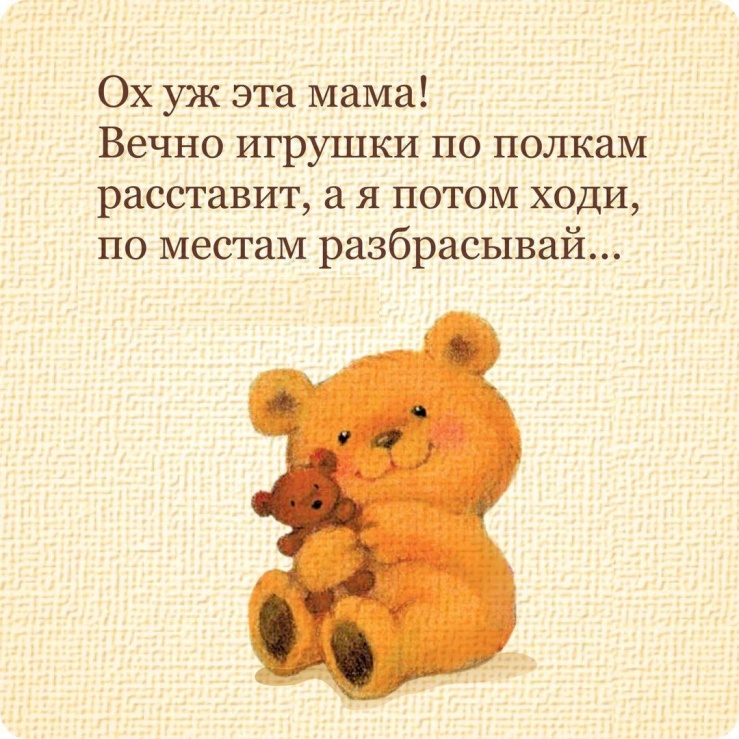 Ох уж эта мама!
Вечно игрушки по полкам
расставит, а я потом ходи,
по местам разбрасывай...